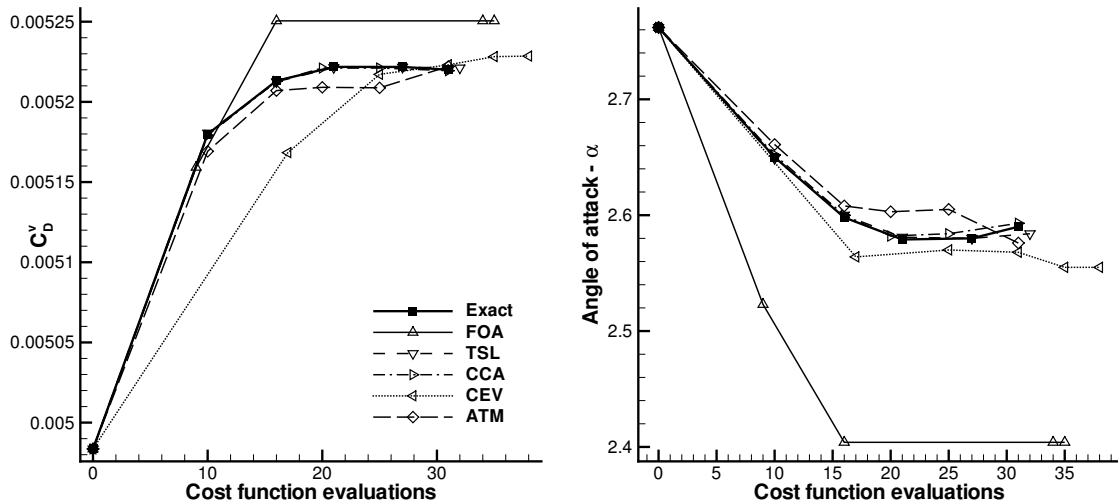 0.00525
0.0052
0.00515
0.0051
0.00505
0.005
C_D^v
0
10
20
30
Cost function evaluations
Exact
FOA
TSL
CCA
CEV
ATM
2.7
2.6
2.5
2.4
Angle of attack - α
0
5
10
15
20
25
30
35
Cost function evaluations